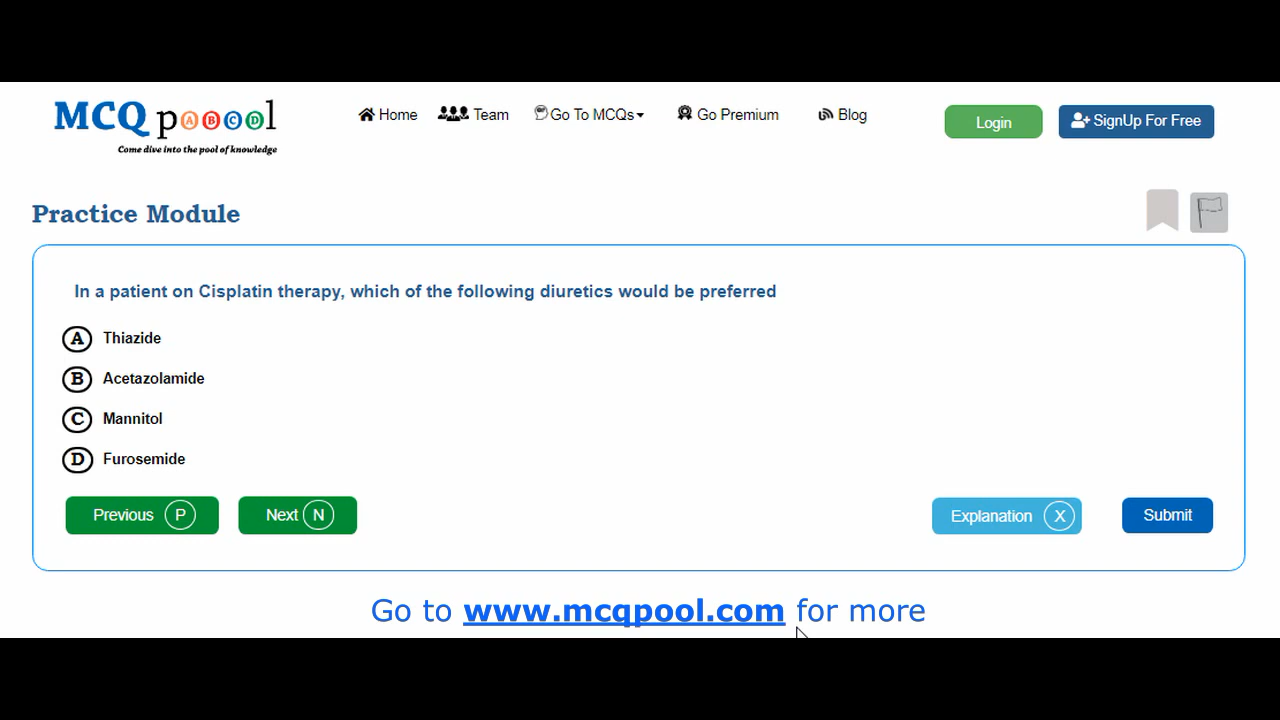 MCQ pooool
Come dive into the pool of knowledge
Home Team Go To MCQs Go Premium Blog Login SignUp For Free
Practice Module
In a patient on Cisplatin therapy, which of the following diuretics would be preferred
A Thiazide
B Acetazolamide
C Mannitol
D Furosemide
Previous P Next N Explanation X Submit
Go to www.mcqpool.com for more